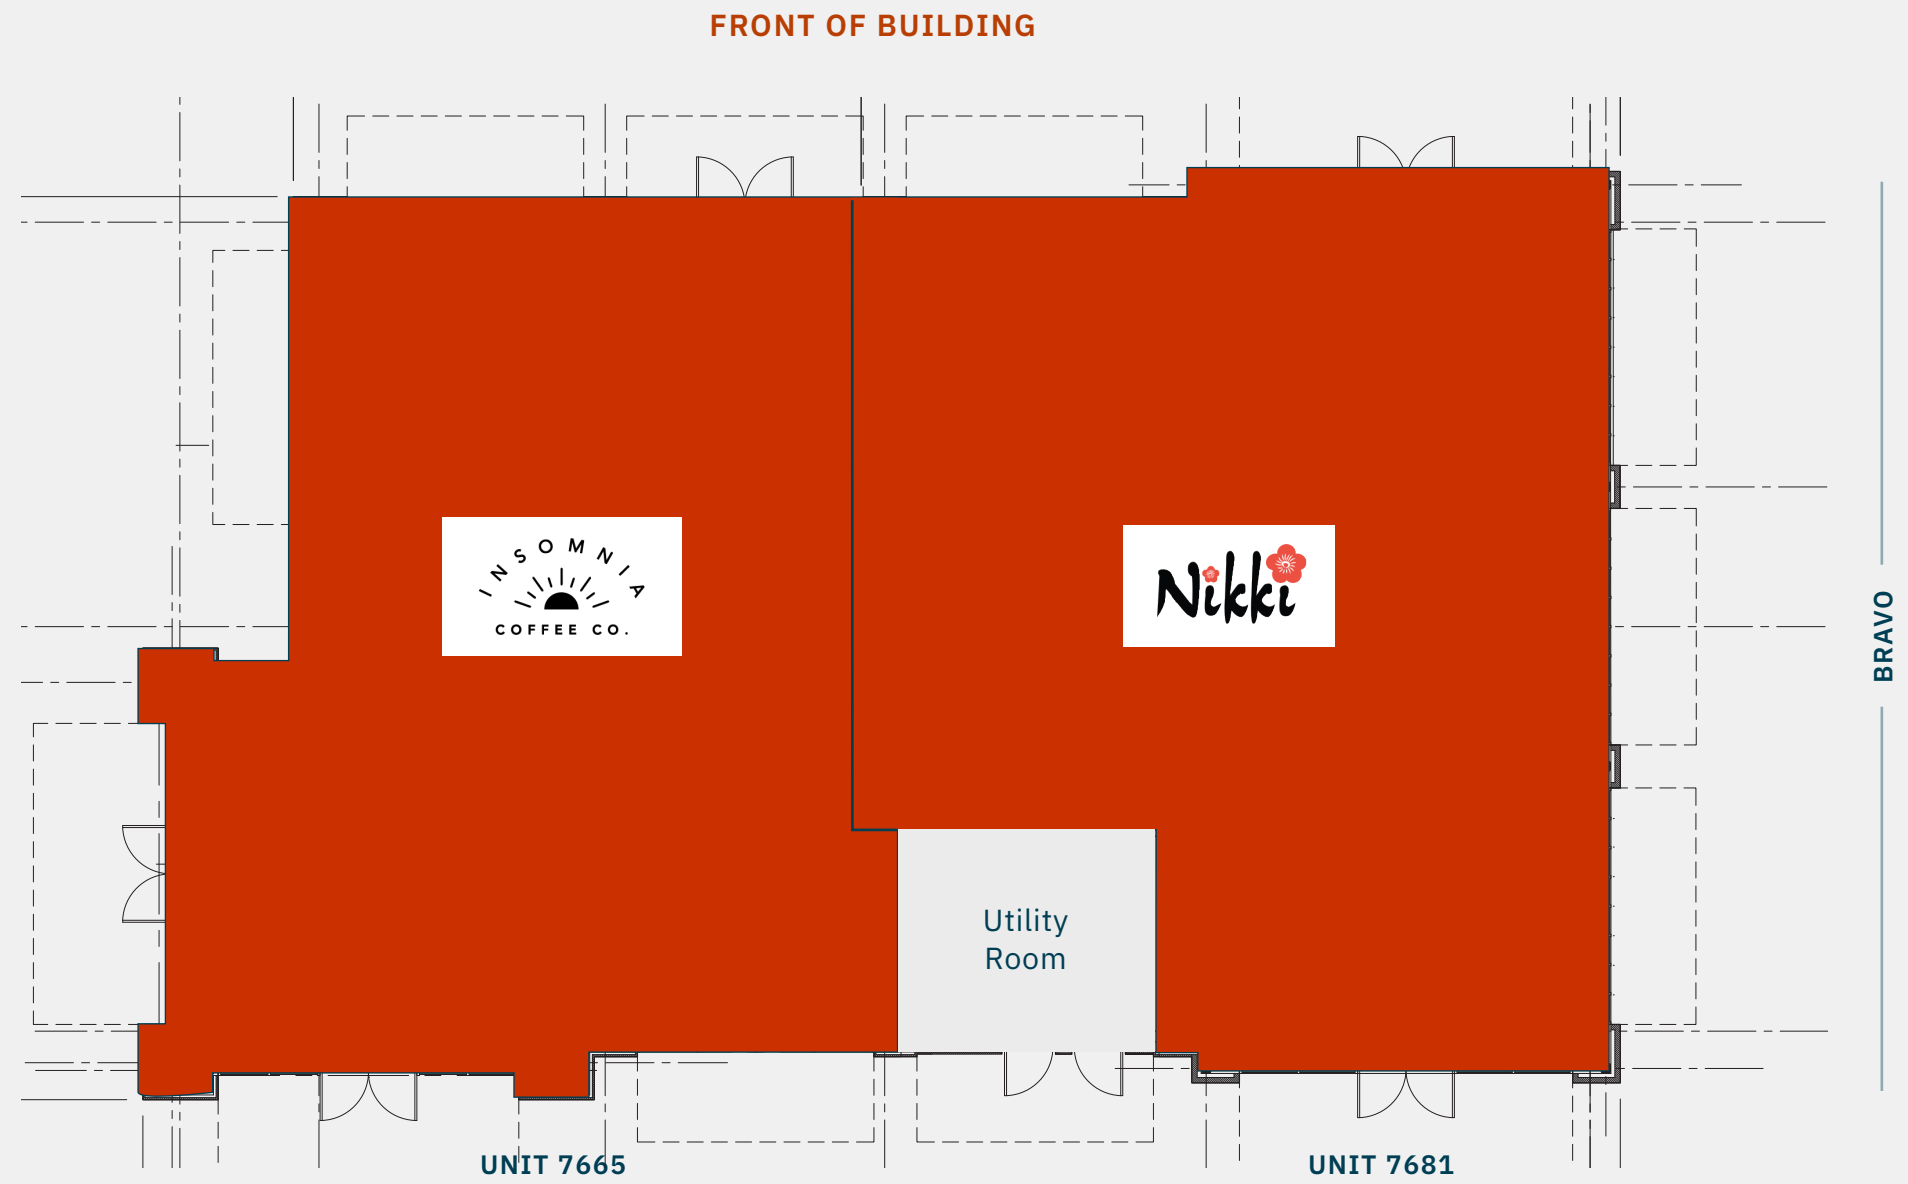 FRONT OF BUILDING
INSOMNIA
COFFEE CO.
Nikki
BRAVO
Utility
Room
UNIT 7665
UNIT 7681